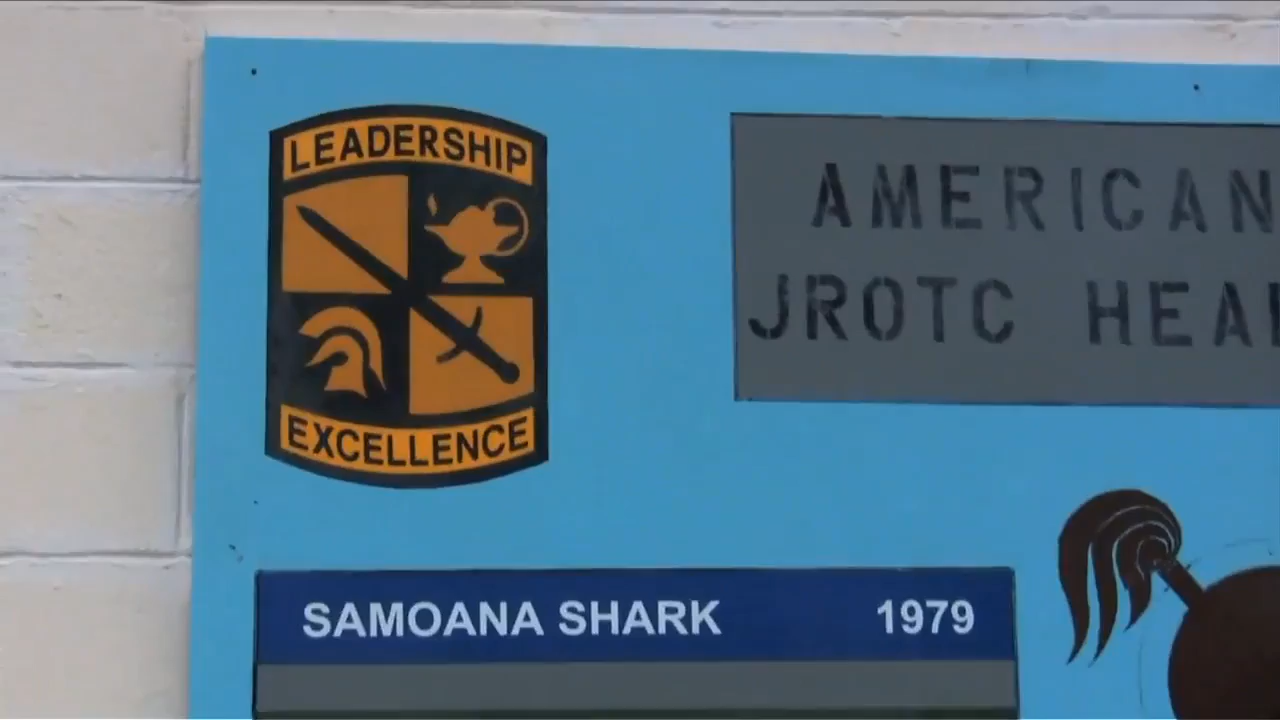 LEADERSHIP
EXCELLENCE
AMERICAN
JROTC
SAMOANA SHARK 1979